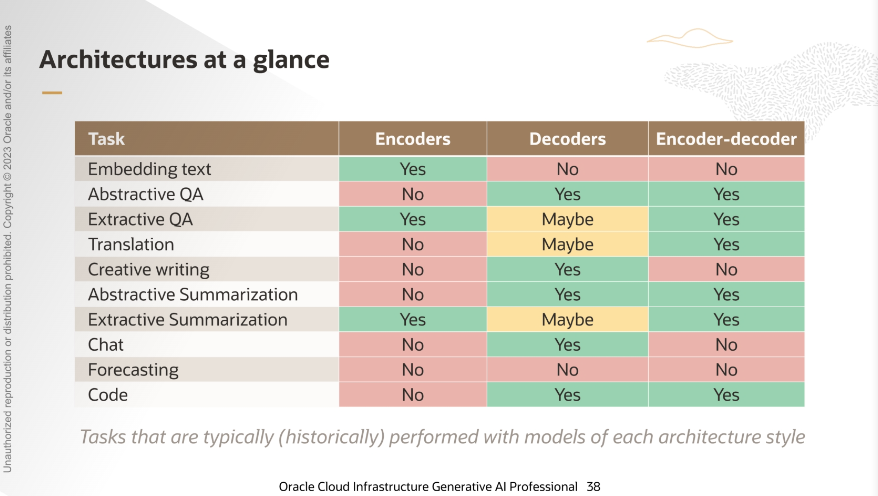 Architectures at a glance
Task Encoders Decoders Encoder-decoder
Embedding text Yes No No
Abstractive QA No Yes Yes
Extractive QA Yes Maybe Yes
Translation No Maybe Yes
Creative writing No Yes No
Abstractive Summarization No Yes Yes
Extractive Summarization Yes Maybe Yes
Chat No Yes No
Forecasting No No No
Code No Yes Yes
Tasks that are typically (historically) performed with models of each architecture style
Oracle Cloud Infrastructure Generative AI Professional 38
Unauthorized reproduction or distribution prohibited. Copyright © 2023 Oracle and/or its affiliates